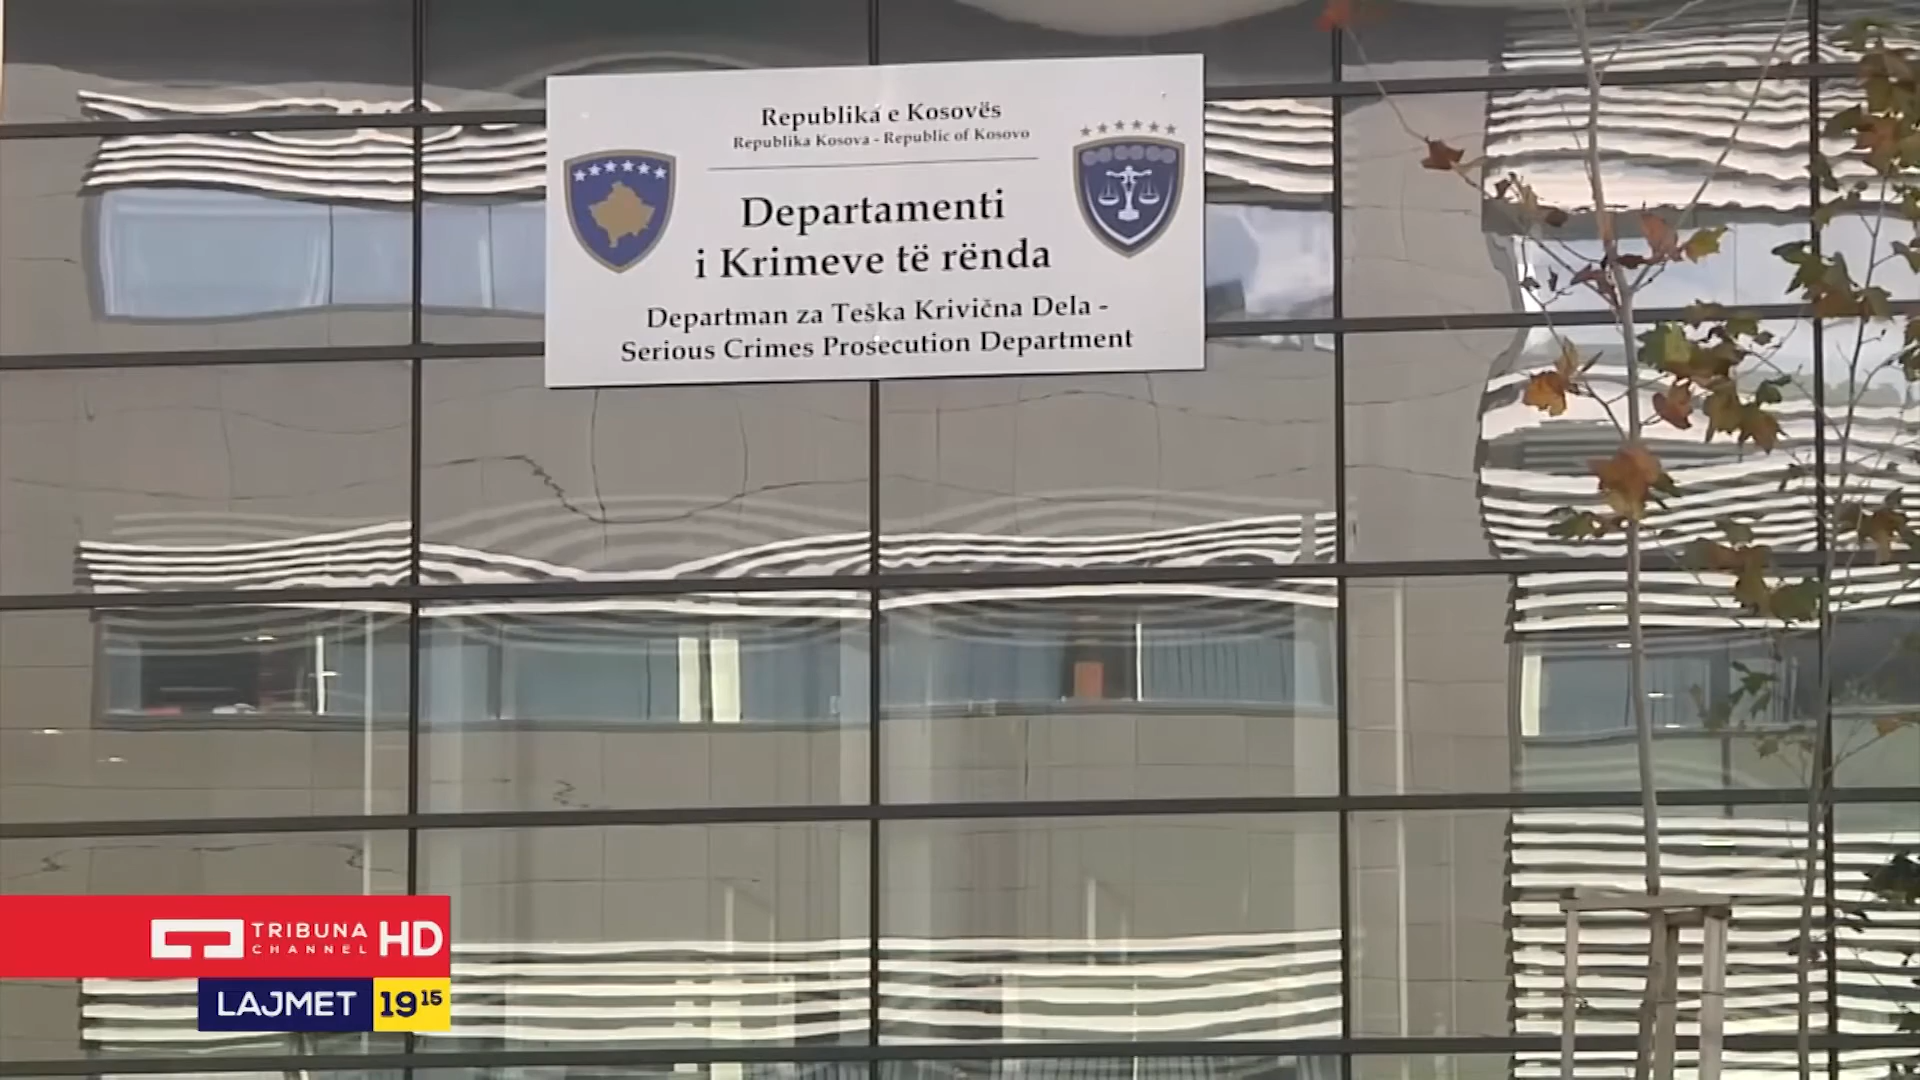 Republika e Kosovës
Republika Kosova - Republic of Kosovo
Departamenti
i Krimeve të rënda
Departman za Teška Krivična Dela -
Serious Crimes Prosecution Department
TRIBUNA
CHANNEL
HD
LAJMET 19 15